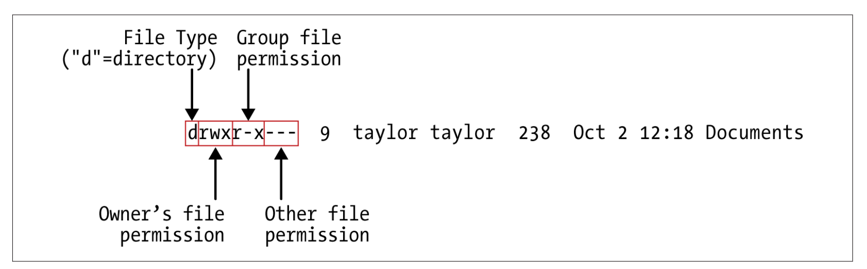 File Type Group file
("d"=directory) permission
drwxr-x--- 9 taylor taylor 238 Oct 2 12:18 Documents
Owner’s file Other file
permission permission